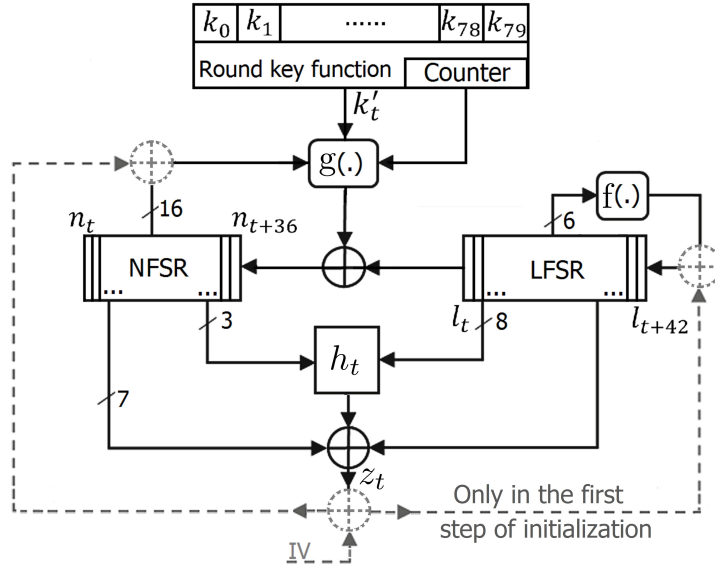 k₀ k₁ ...... k₇₈ k₇₉
Round key function Counter
k′ₜ
g(.)
f(.)
16
6
nₜ nₜ₊₃₆
NFSR
LFSR
... ...
... ...
3
lₜ 8 lₜ₊₄₂
hₜ
7
zₜ
Only in the first
step of initialization
IV